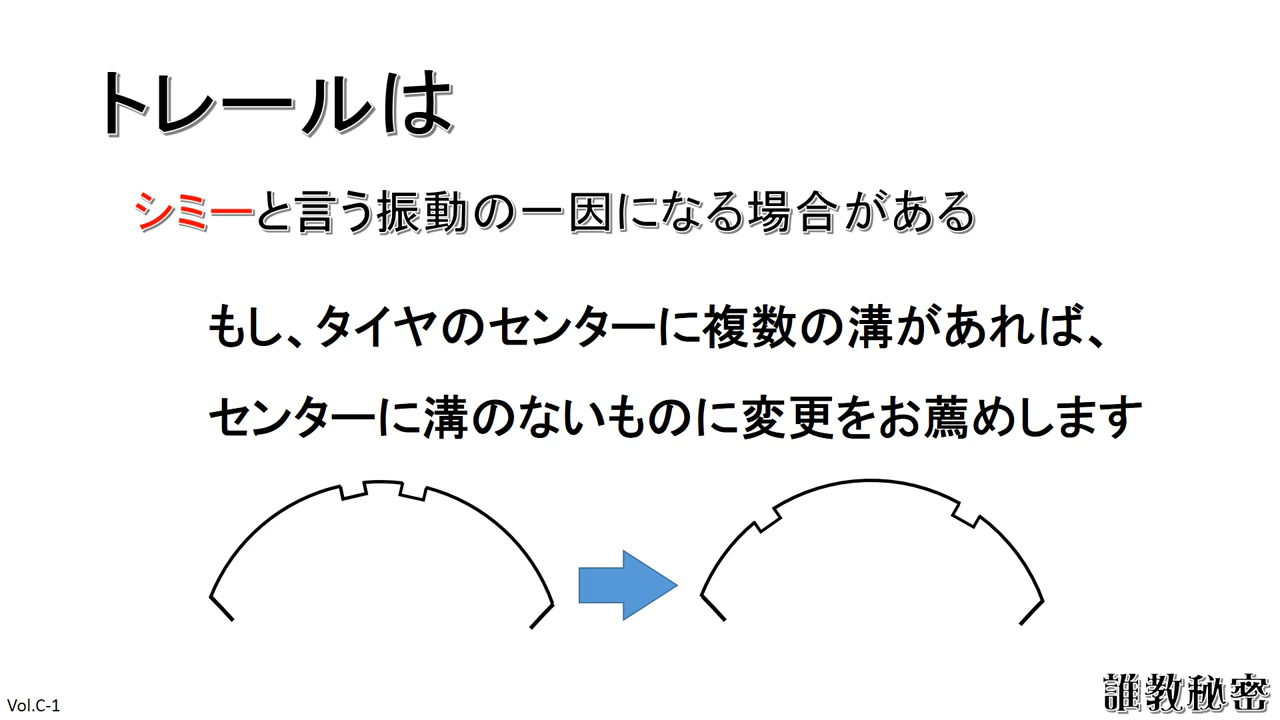 トレールは
シミーと言う振動の一因になる場合がある
もし、タイヤのセンターに複数の溝があれば、
センターに溝のないものに変更をお薦めします
Vol.C-1
誰教秘密